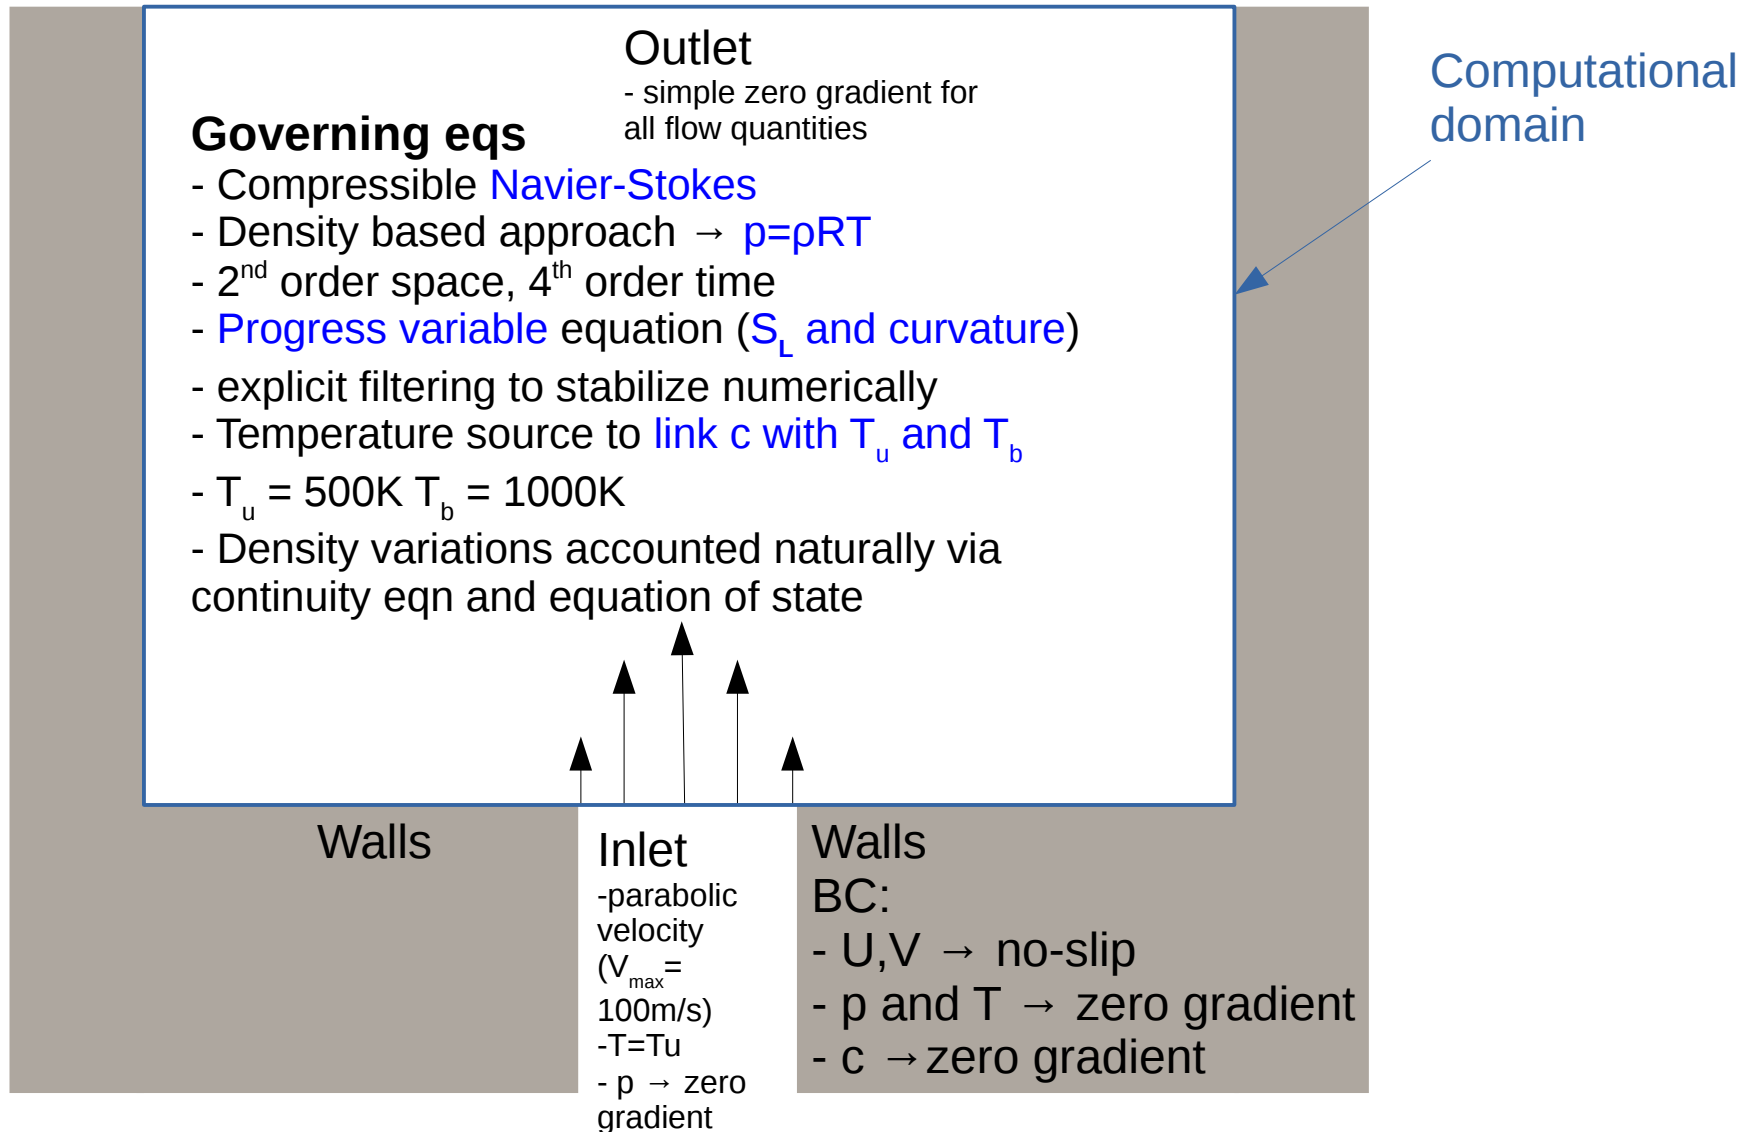 Outlet
- simple zero gradient for
all flow quantities
Computational
domain
Governing eqs
- Compressible Navier-Stokes
- Density based approach → p=ρRT
- 2nd order space, 4th order time
- Progress variable equation (SL and curvature)
- explicit filtering to stabilize numerically
- Temperature source to link c with Tu and Tb
- Tu = 500K Tb = 1000K
- Density variations accounted naturally via
continuity eqn and equation of state
Walls
Inlet
-parabolic
velocity
(Vmax=
100m/s)
-T=Tu
- p → zero
gradient
Walls
BC:
- U,V → no-slip
- p and T → zero gradient
- c →zero gradient